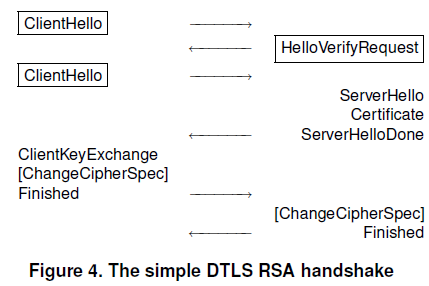 ClientHello
HelloVerifyRequest
ClientHello
ServerHello
Certificate
ServerHelloDone
ClientKeyExchange
[ChangeCipherSpec]
Finished
[ChangeCipherSpec]
Finished
Figure 4. The simple DTLS RSA handshake